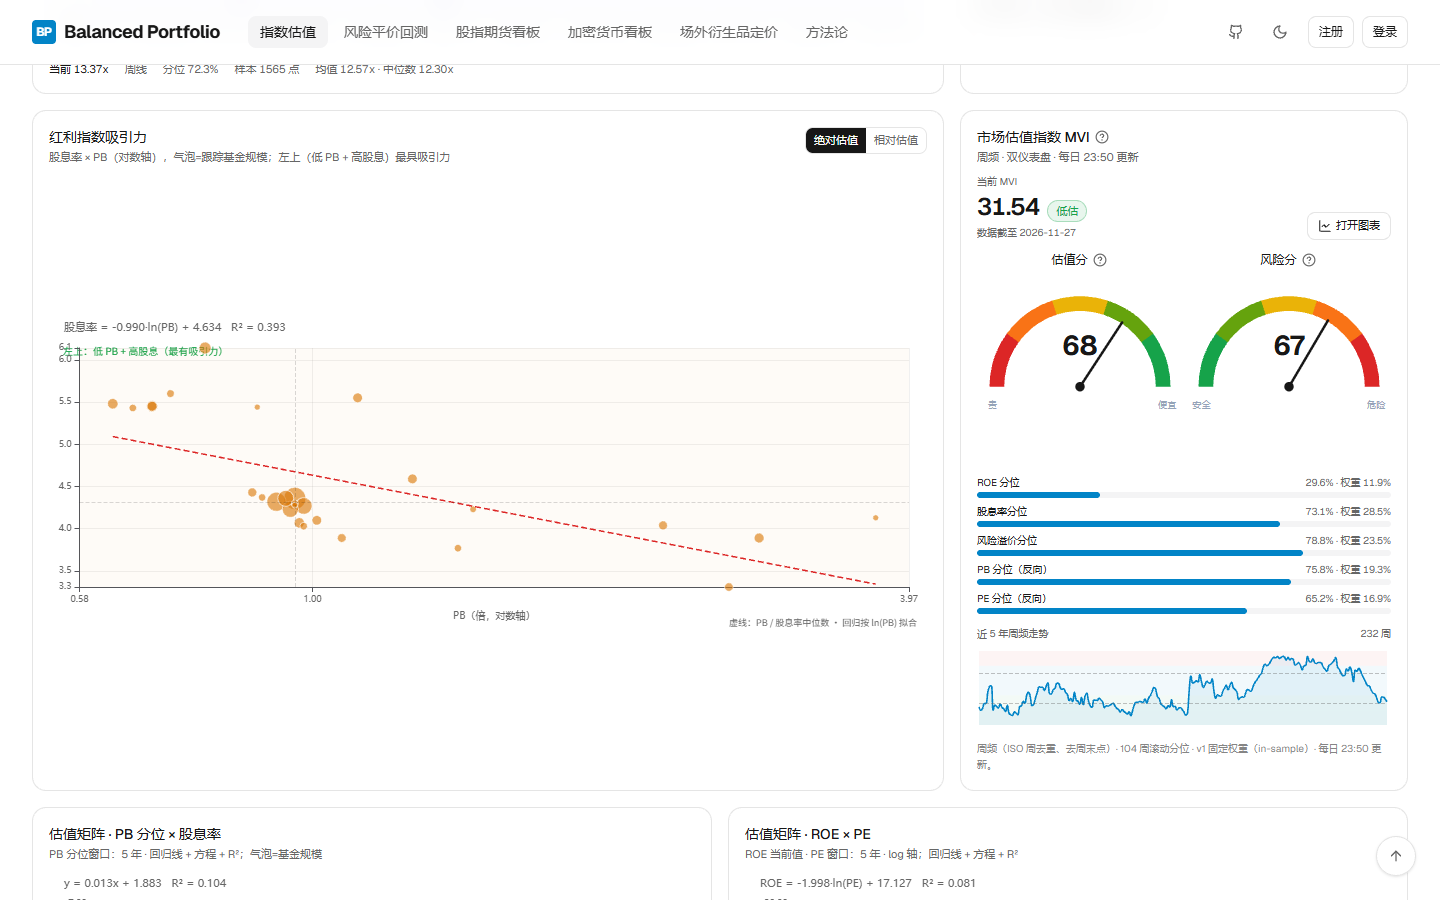 BP Balanced Portfolio 指数估值 风险平价回测 股指期货看板 加密货币看板 场外衍生品定价 方法论 注册 登录
当前 13.37x 周线 分位 72.3% 样本 1565 点 均值 12.57x · 中位数 12.30x
红利指数吸引力
股息率 × PB（对数轴），气泡=跟踪基金规模；左上（低 PB + 高股息）最具吸引力
绝对估值 相对估值
股息率 = -0.990·ln(PB) + 4.634 R² = 0.393
左上：低 PB + 高股息（最有吸引力）
6.1
6.0
5.5
5.0
4.5
4.0
3.5
3.3
0.58 1.00 3.97
PB（倍，对数轴）
虚线：PB / 股息率中位数 · 回归按 ln(PB) 拟合
市场估值指数 MVI
周频 · 双仪表盘 · 每日 23:50 更新
当前 MVI
31.54 低估
数据截至 2026-11-27
打开图表
估值分 风险分
68 67
贵 便宜 安全 危险
ROE 分位 29.6% · 权重 11.9%
股息率分位 73.1% · 权重 28.5%
风险溢价分位 78.8% · 权重 23.5%
PB 分位（反向） 75.8% · 权重 19.3%
PE 分位（反向） 65.2% · 权重 16.9%
近 5 年周频走势 232 周
周频（ISO 周去重、去周末点）· 104 周滚动分位 · v1 固定权重（in-sample）· 每日 23:50 更
新。
估值矩阵 · PB 分位 × 股息率
PB 分位窗口：5 年 · 回归线 + 方程 + R²；气泡=基金规模
y = 0.013x + 1.883 R² = 0.104
估值矩阵 · ROE × PE
ROE 当前值 · PE 窗口：5 年 · log 轴；回归线 + 方程 + R²
ROE = -1.998·ln(PE) + 17.127 R² = 0.081